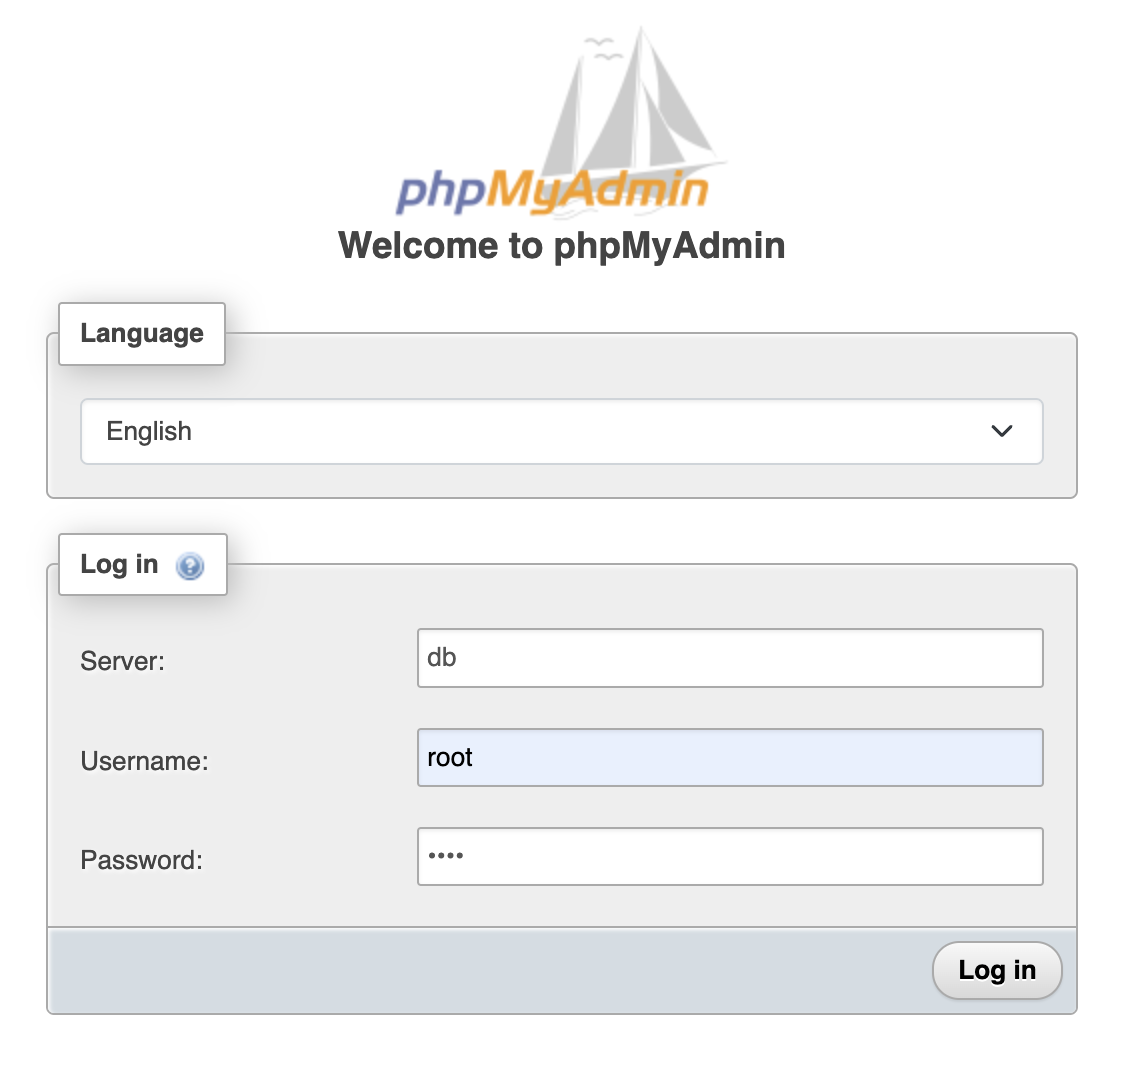 phpMyAdmin
Welcome to phpMyAdmin
Language
English
Log in
Server:
db
Username:
root
Password:
••••
Log in